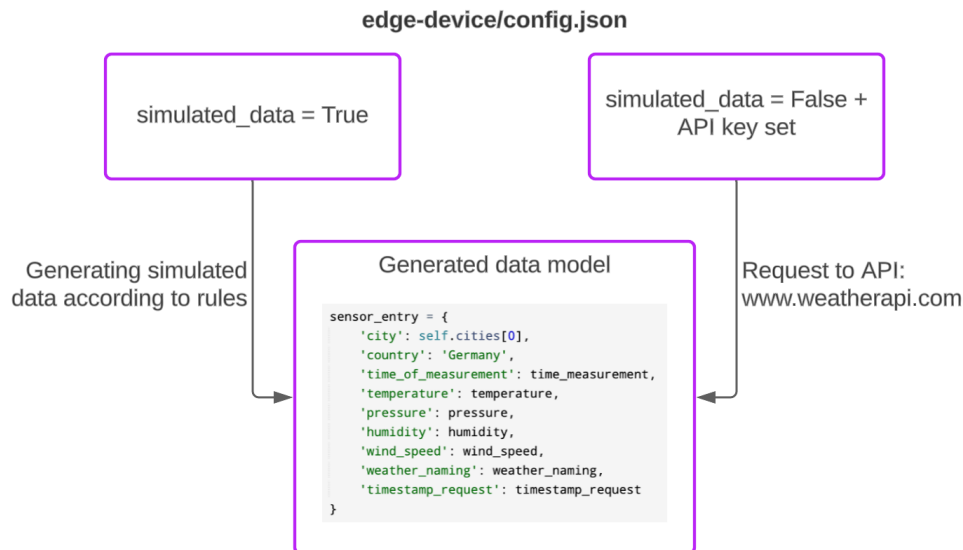 edge-device/config.json
simulated_data = True
simulated_data = False +
API key set
Generating simulated
data according to rules
Generated data model
Request to API:
www.weatherapi.com
sensor_entry = {
    'city': self.cities[0],
    'country': 'Germany',
    'time_of_measurement': time_measurement,
    'temperature': temperature,
    'pressure': pressure,
    'humidity': humidity,
    'wind_speed': wind_speed,
    'weather_naming': weather_naming,
    'timestamp_request': timestamp_request
}